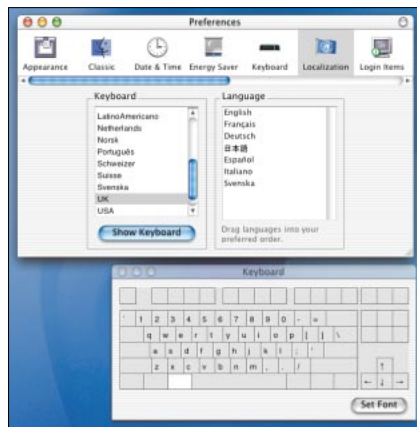 Preferences
Appearance Classic Date & Time Energy Saver Keyboard Localization Login Items
Keyboard
LatinoAmericano
Netherlands
Norsk
Português
Schweizer
Suisse
Svenska
UK
USA
Show Keyboard
Language
English
Français
Deutsch
日本語
Español
Italiano
Svenska
Drag languages into your
preferred order.
Keyboard
` 1 2 3 4 5 6 7 8 9 0 - =
q w e r t y u i o p [ ] \
a s d f g h j k l ; '
z x c v b n m , . /
↑
← ↓ →
Set Font